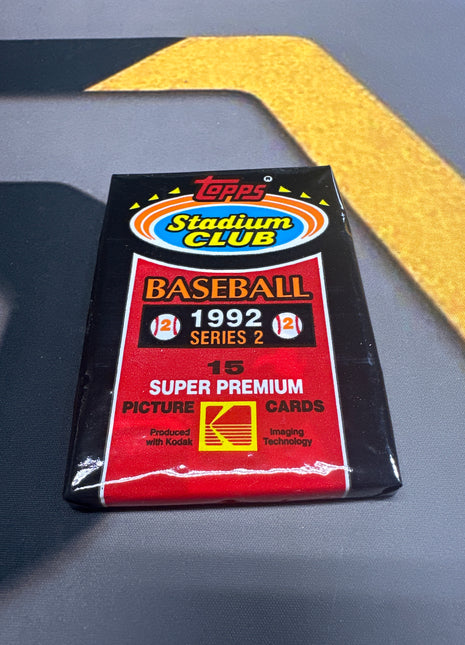 Topps ®
Stadium
CLUB
BASEBALL
2 1992 2
SERIES 2
15
SUPER PREMIUM
PICTURE CARDS
Produced Imaging
with Kodak Technology